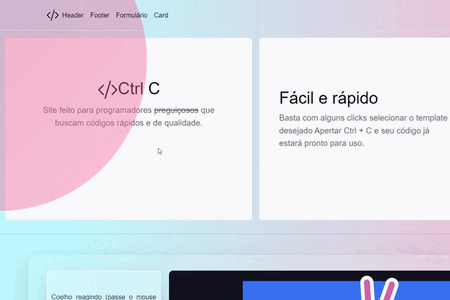 </> Header Footer Formulário Card
</>Ctrl C
Site feito para programadores preguiçosos que
buscam códigos rápidos e de qualidade.
Fácil e rápido
Basta com alguns clicks selecionar o template
desejado Apertar Ctrl + C e seu código já
estará pronto para uso.
Coelho reagindo (passe o mouse